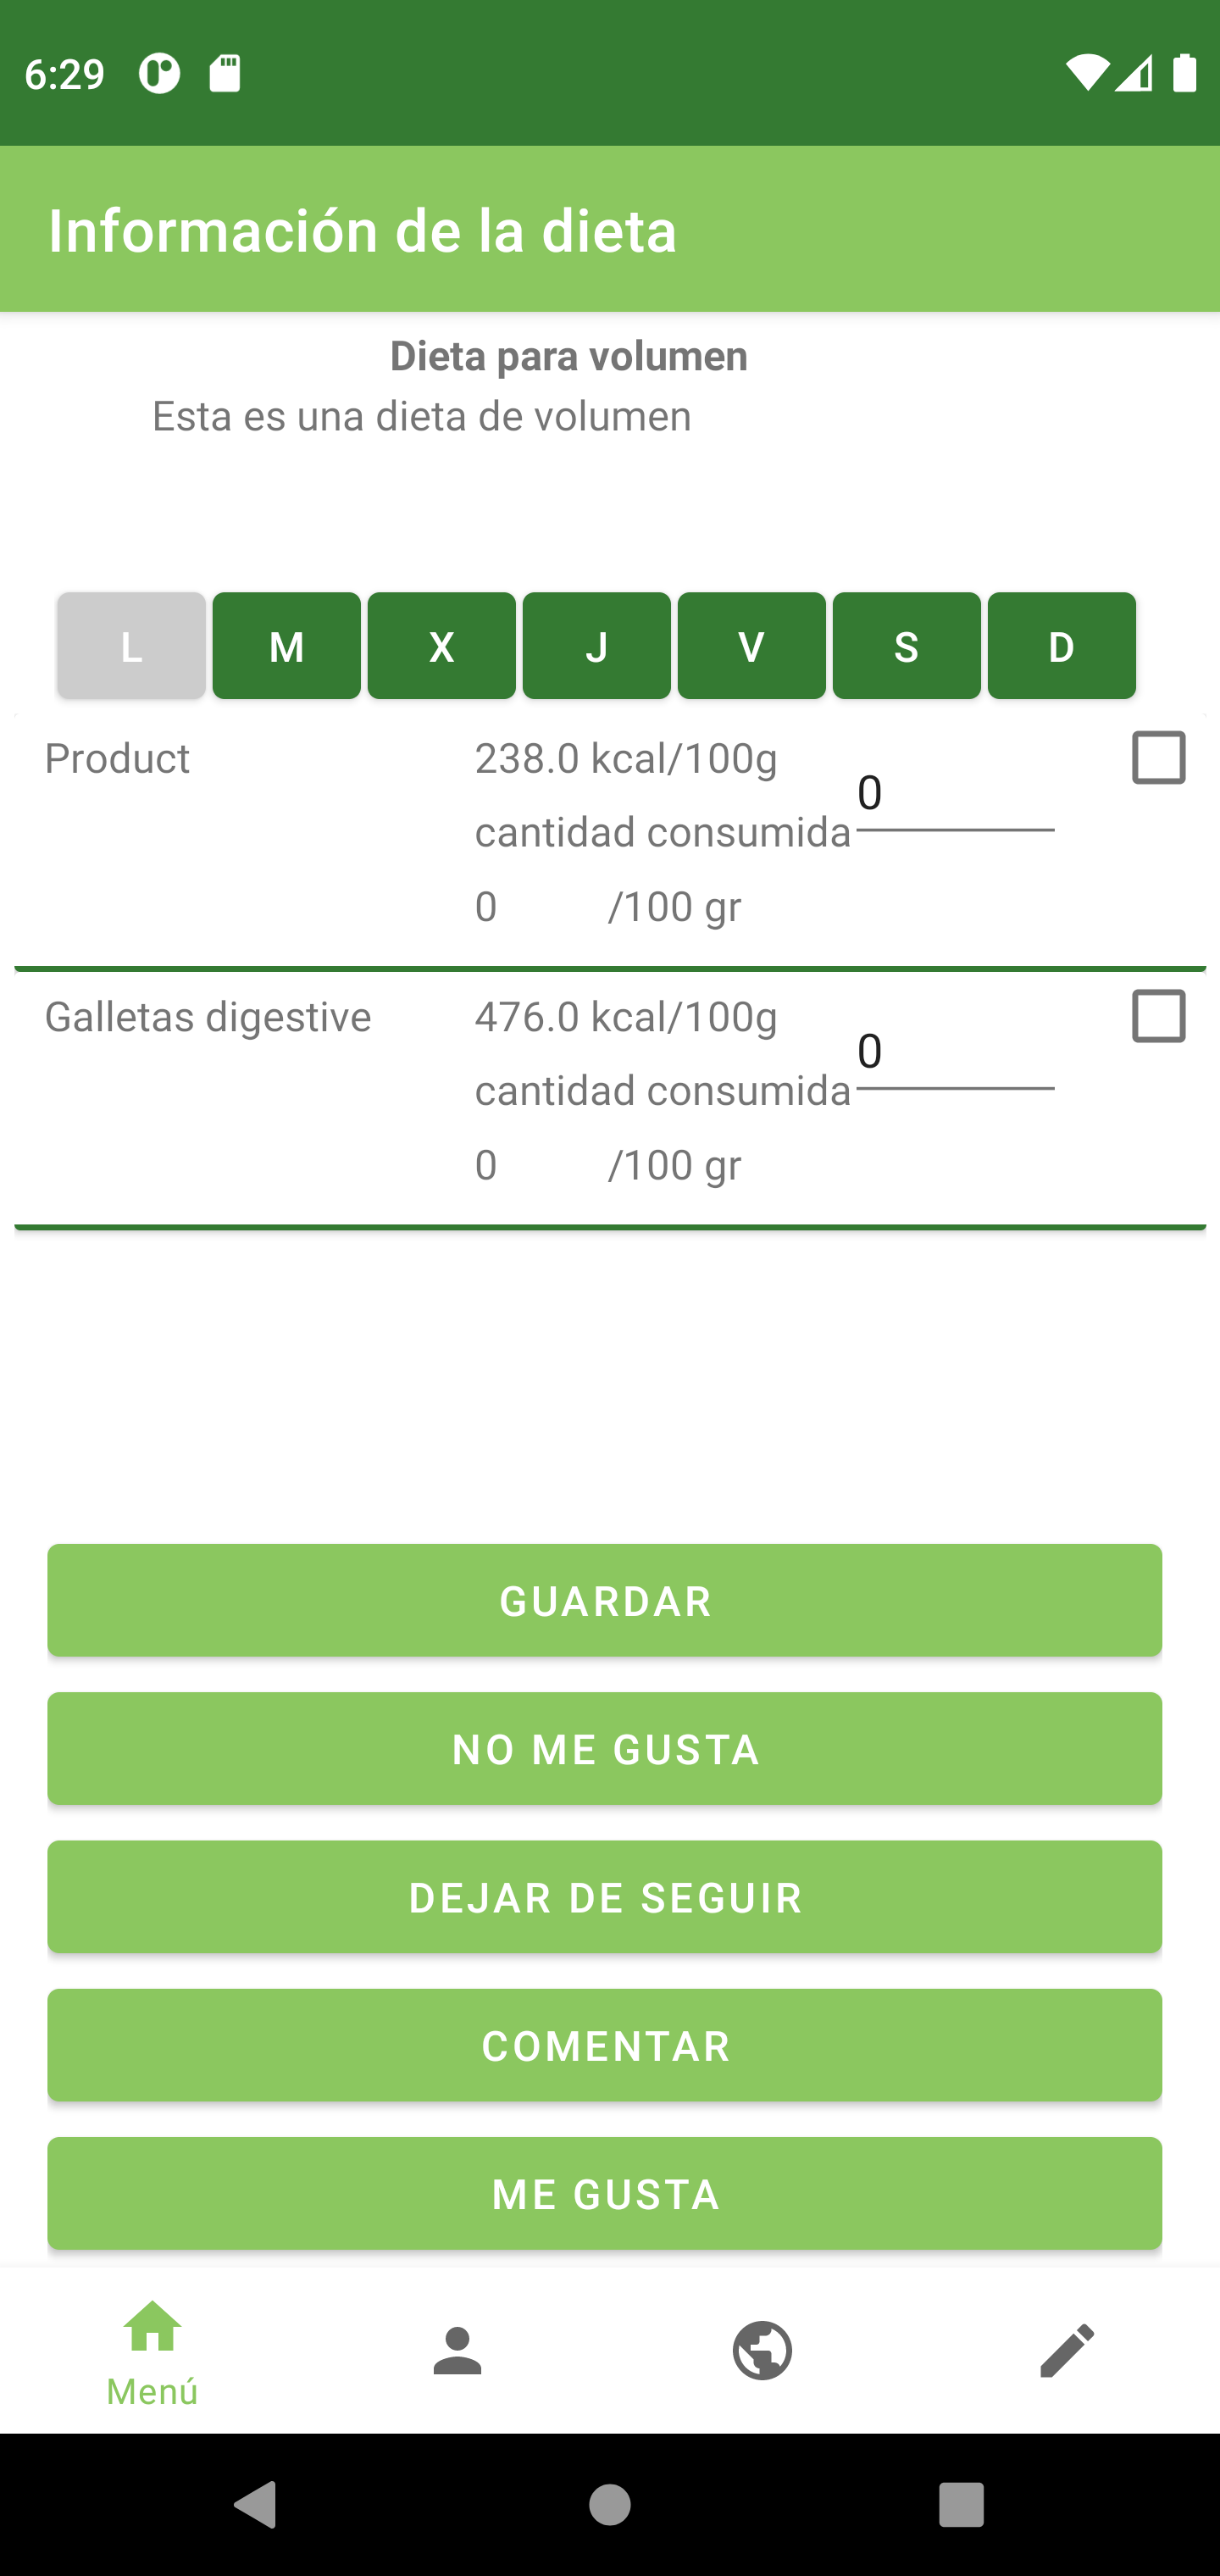 6:29
Información de la dieta
Dieta para volumen
Esta es una dieta de volumen
L M X J V S D
Product 238.0 kcal/100g
cantidad consumida 0
0 /100 gr
Galletas digestive 476.0 kcal/100g
cantidad consumida 0
0 /100 gr
GUARDAR
NO ME GUSTA
DEJAR DE SEGUIR
COMENTAR
ME GUSTA
Menú